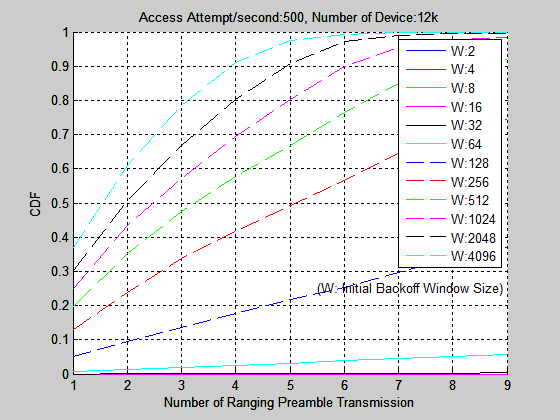 Access Attempt/second:500, Number of Device:12k
CDF
1
0.9
0.8
0.7
0.6
0.5
0.4
0.3
0.2
0.1
0
W:2
W:4
W:8
W:16
W:32
W:64
W:128
W:256
W:512
W:1024
W:2048
W:4096
(W: Initial Backoff Window Size)
1 2 3 4 5 6 7 8 9
Number of Ranging Preamble Transmission